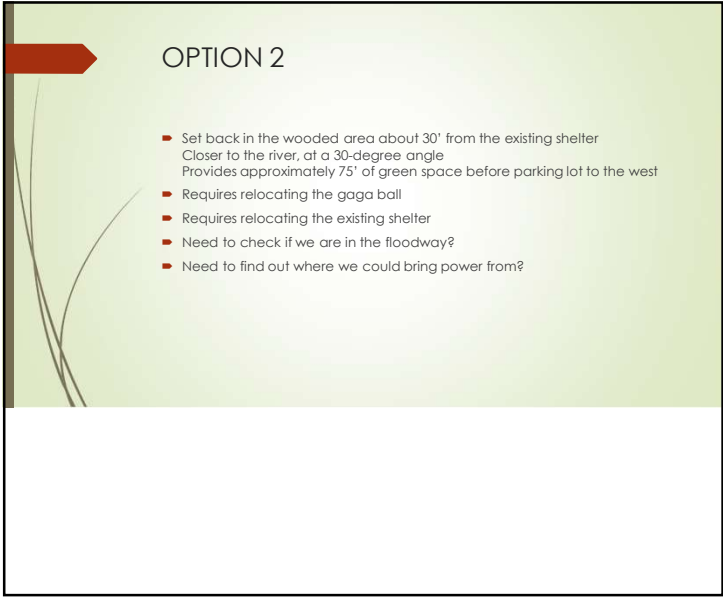 OPTION 2
Set back in the wooded area about 30’ from the existing shelter
Closer to the river, at a 30-degree angle
Provides approximately 75’ of green space before parking lot to the west
Requires relocating the gaga ball
Requires relocating the existing shelter
Need to check if we are in the floodway?
Need to find out where we could bring power from?